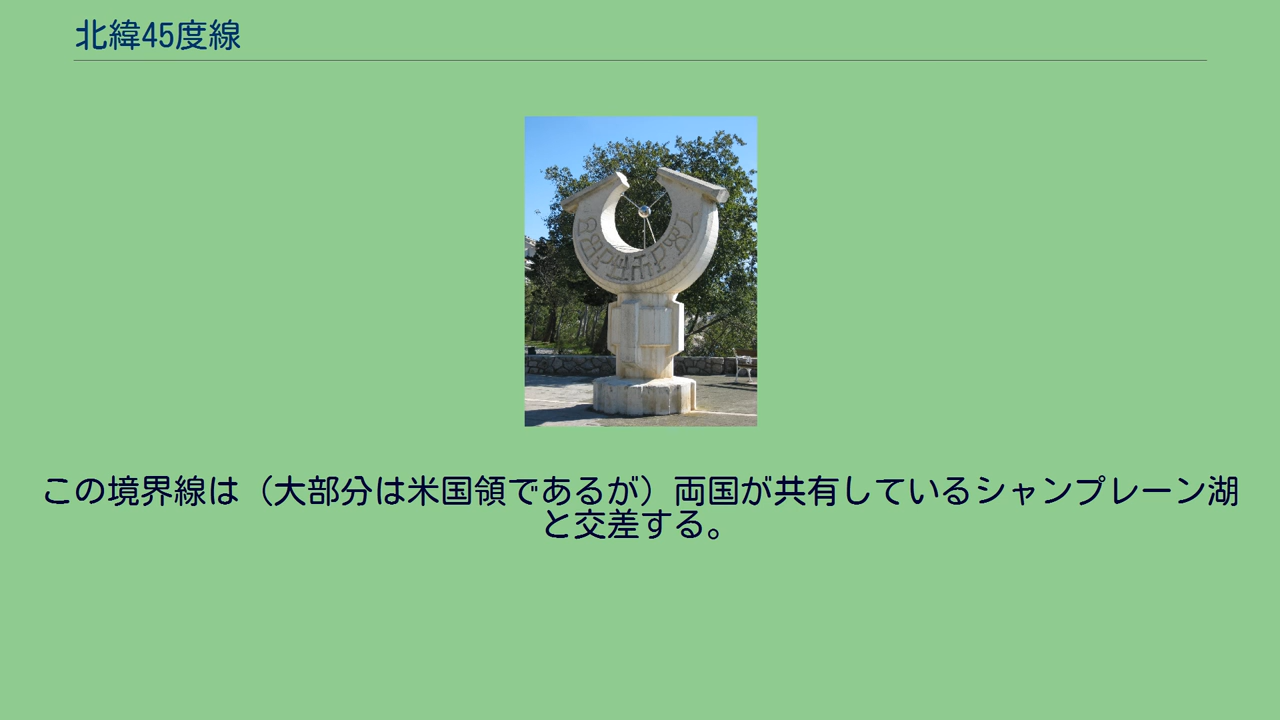 北緯45度線
この境界線は（大部分は米国領であるが）両国が共有しているシャンプレーン湖
と交差する。